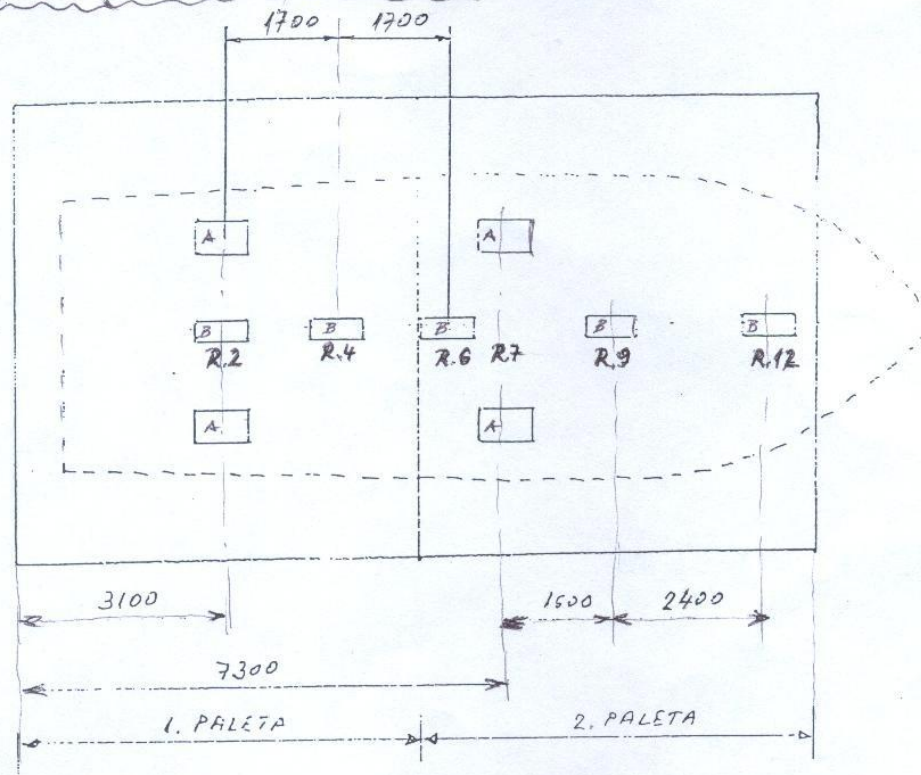 1700 1700
A A
B B B B B
R.2 R.4 R.6 R7 R.9 R.12
A A
3100 1600 2400
7300
1. PALETA 2. PALETA